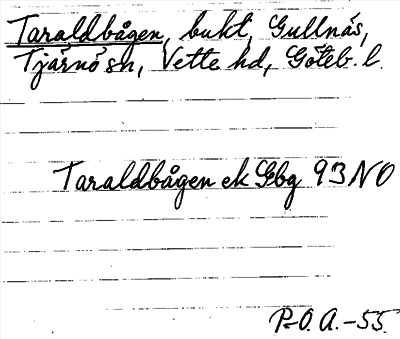 Taraldbågen, bukt, Gullnäs,
Tjärnö sn, Vette hd, Göteb. l.
Taraldbågen ek Gbg 93 NO
P-O. A. -55.